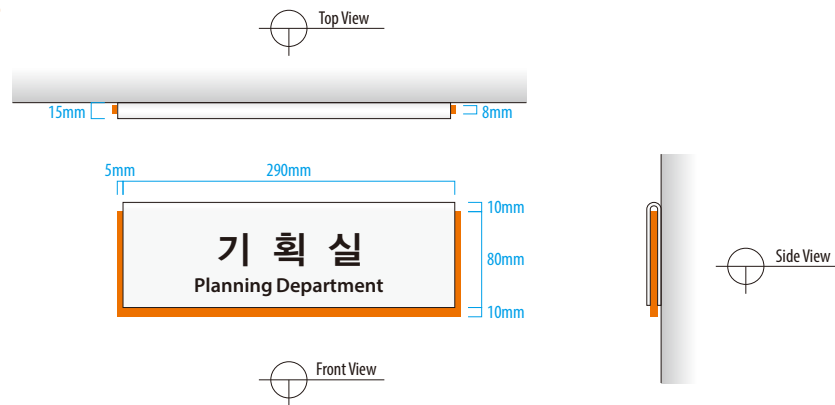 Top View
15mm
8mm
5mm
290mm
10mm
기 획 실
80mm
Planning Department
Side View
10mm
Front View